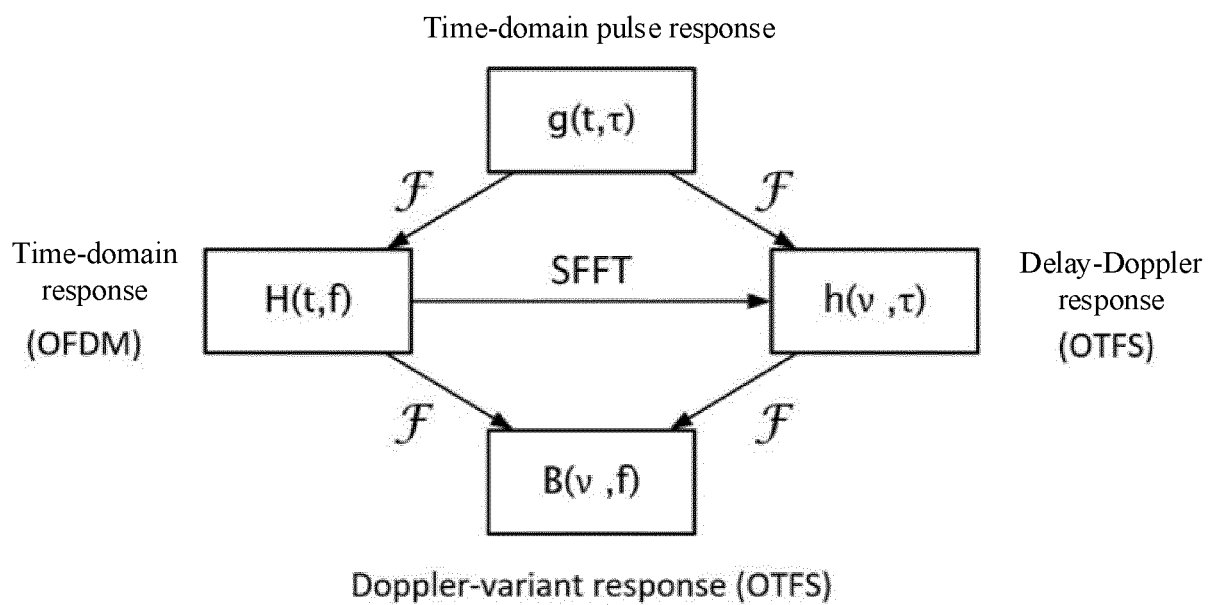 Time-domain pulse response
g(t,τ)
ℱ
ℱ
Time-domain
response
(OFDM)
H(t,f)
SFFT
h(ν ,τ)
Delay-Doppler
response
(OTFS)
ℱ
ℱ
B(ν ,f)
Doppler-variant response (OTFS)